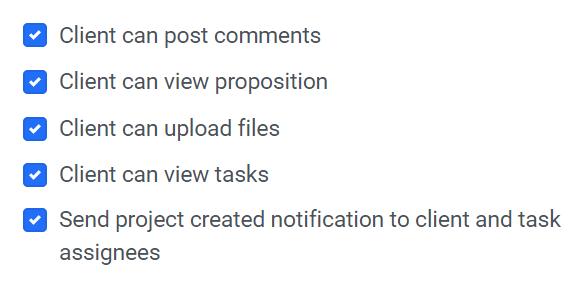 Client can post comments
Client can view proposition
Client can upload files
Client can view tasks
Send project created notification to client and task
assignees